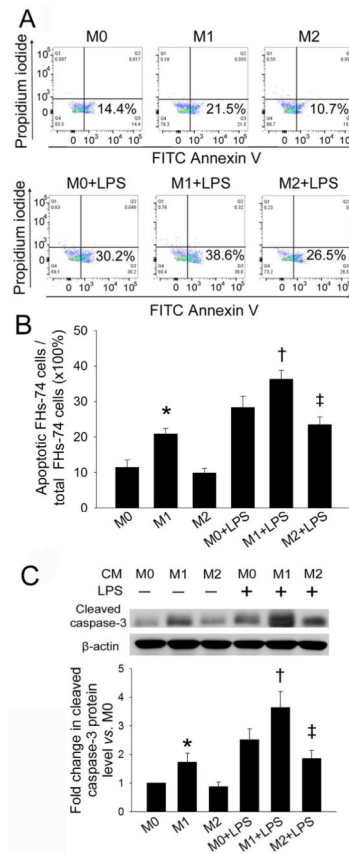 A
M0 M1 M2
Propidium iodide
14.4% 21.5% 10.7%
FITC Annexin V
M0+LPS M1+LPS M2+LPS
Propidium iodide
30.2% 38.6% 26.5%
FITC Annexin V
B
Apoptotic FHs-74 cells /
total FHs-74 cells (x100%)
50
40
30
20
10
0
* † ‡
M0 M1 M2 M0+LPS M1+LPS M2+LPS
C
CM M0 M1 M2 M0 M1 M2
LPS — — — + + +
Cleaved
caspase-3
β-actin
Fold change in cleaved
caspase-3 protein
level vs. M0
5
4
3
2
1
0
* † ‡
M0 M1 M2 M0+LPS M1+LPS M2+LPS